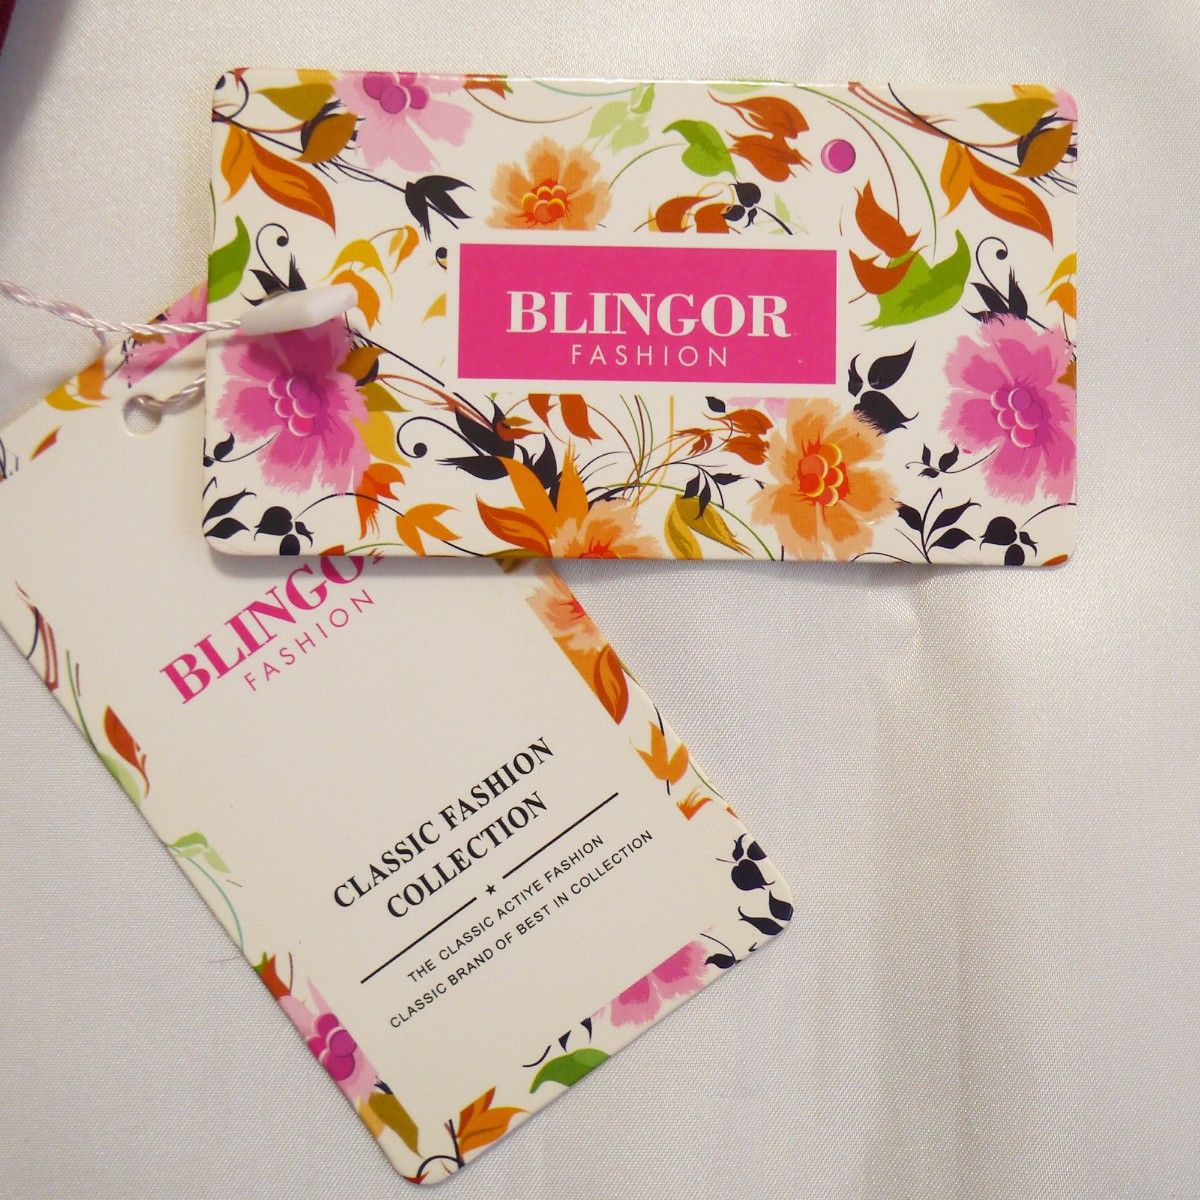 BLINGOR
FASHION
BLINGOR
FASHION
CLASSIC FASHION
COLLECTION
THE CLASSIC ACTIYE FASHION
CLASSIC BRAND OF BEST IN COLLECTION